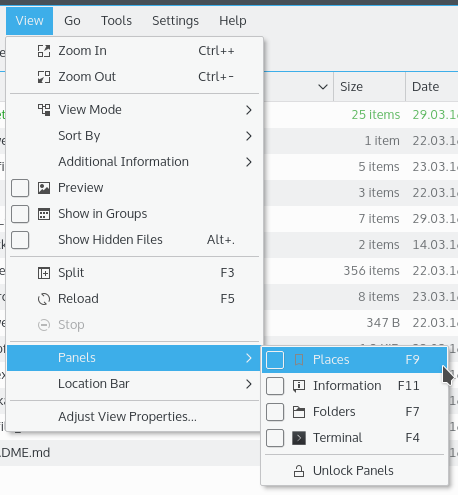 View Go Tools Settings Help
Zoom In Ctrl++
Zoom Out Ctrl+-
Size Date
View Mode
25 items 29.03.1
Sort By
1 item 22.03.1
Additional Information
5 items 23.03.1
Preview
3 items 22.03.1
Show in Groups
7 items 29.03.1
Show Hidden Files Alt+.
2 items 14.03.1
Split F3
356 items 22.03.1
Reload F5
8 items 23.03.1
Stop
347 B 22.03.1
Panels
Places F9
Location Bar
Information F11
Adjust View Properties...
Folders F7
Terminal F4
DME.md
Unlock Panels